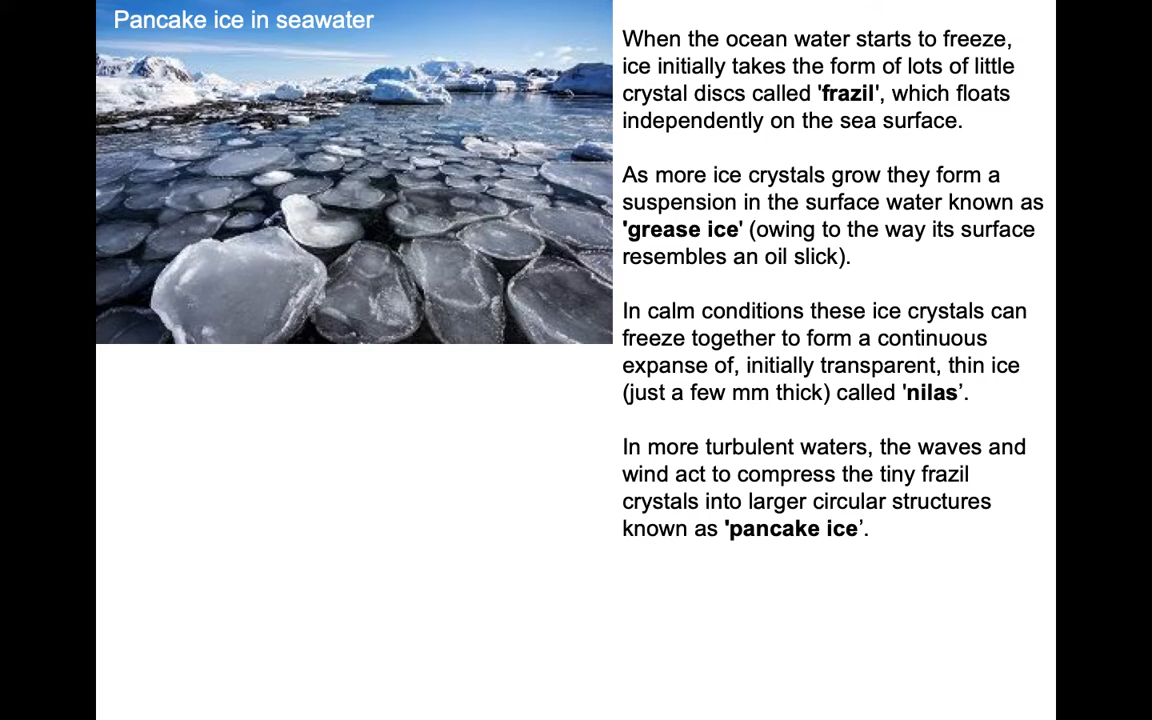 Pancake ice in seawater
When the ocean water starts to freeze,
ice initially takes the form of lots of little
crystal discs called 'frazil', which floats
independently on the sea surface.
As more ice crystals grow they form a
suspension in the surface water known as
'grease ice' (owing to the way its surface
resembles an oil slick).
In calm conditions these ice crystals can
freeze together to form a continuous
expanse of, initially transparent, thin ice
(just a few mm thick) called 'nilas’.
In more turbulent waters, the waves and
wind act to compress the tiny frazil
crystals into larger circular structures
known as 'pancake ice’.